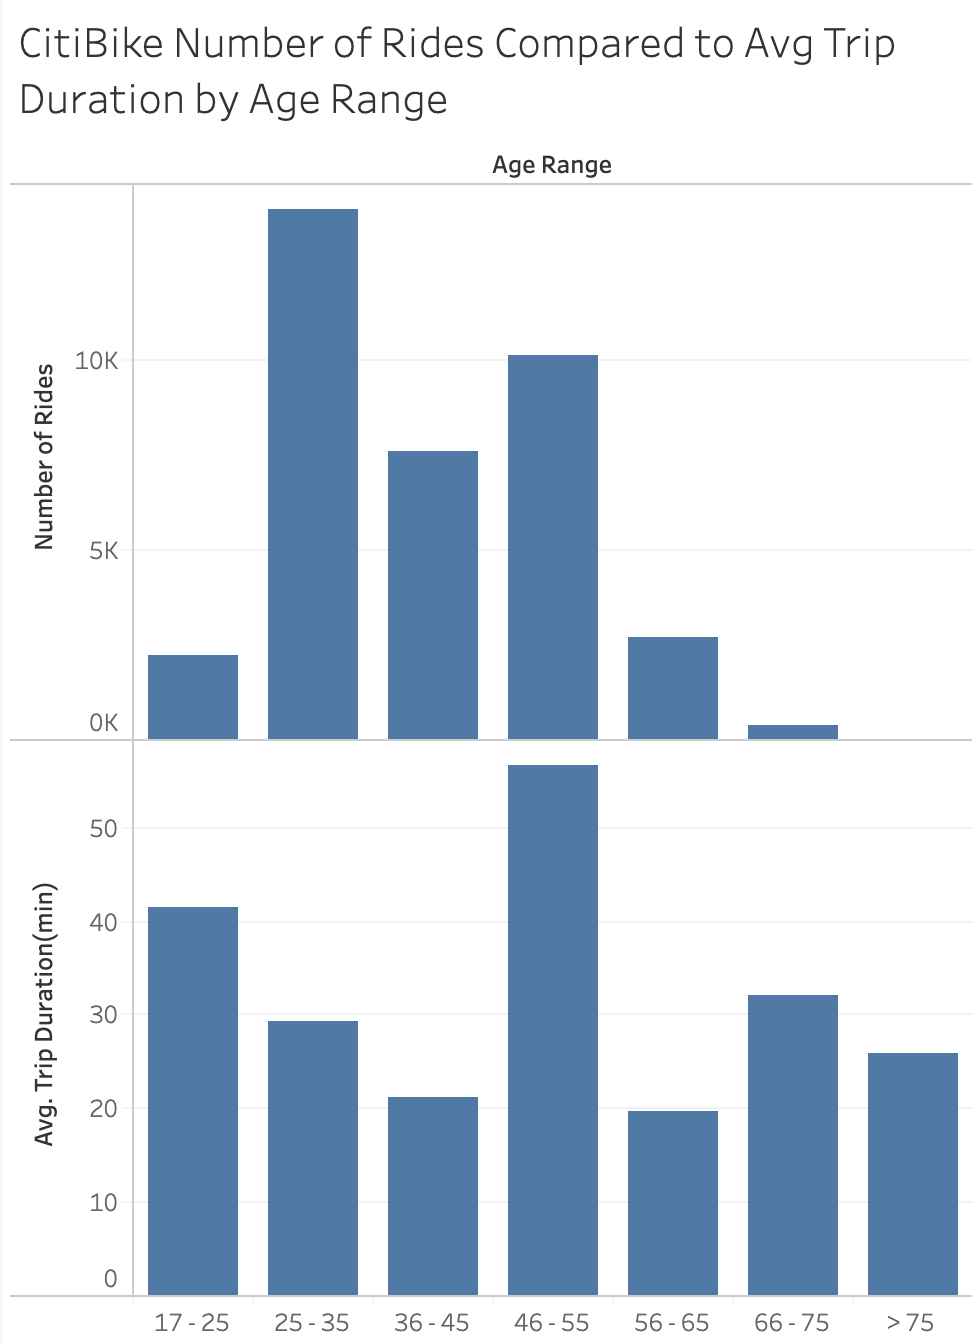 CitiBike Number of Rides Compared to Avg Trip
Duration by Age Range
Age Range
Number of Rides
10K
5K
0K
Avg. Trip Duration(min)
50
40
30
20
10
0
17 - 25 25 - 35 36 - 45 46 - 55 56 - 65 66 - 75 > 75